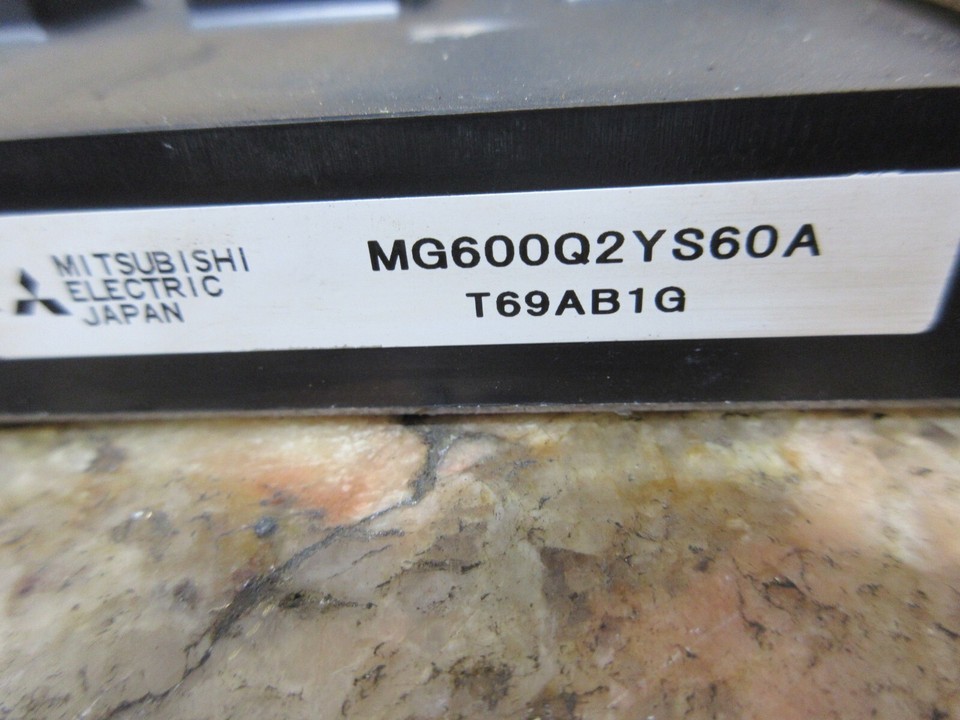 MITSUBISHI
ELECTRIC
JAPAN
MG600Q2YS60A
T69AB1G